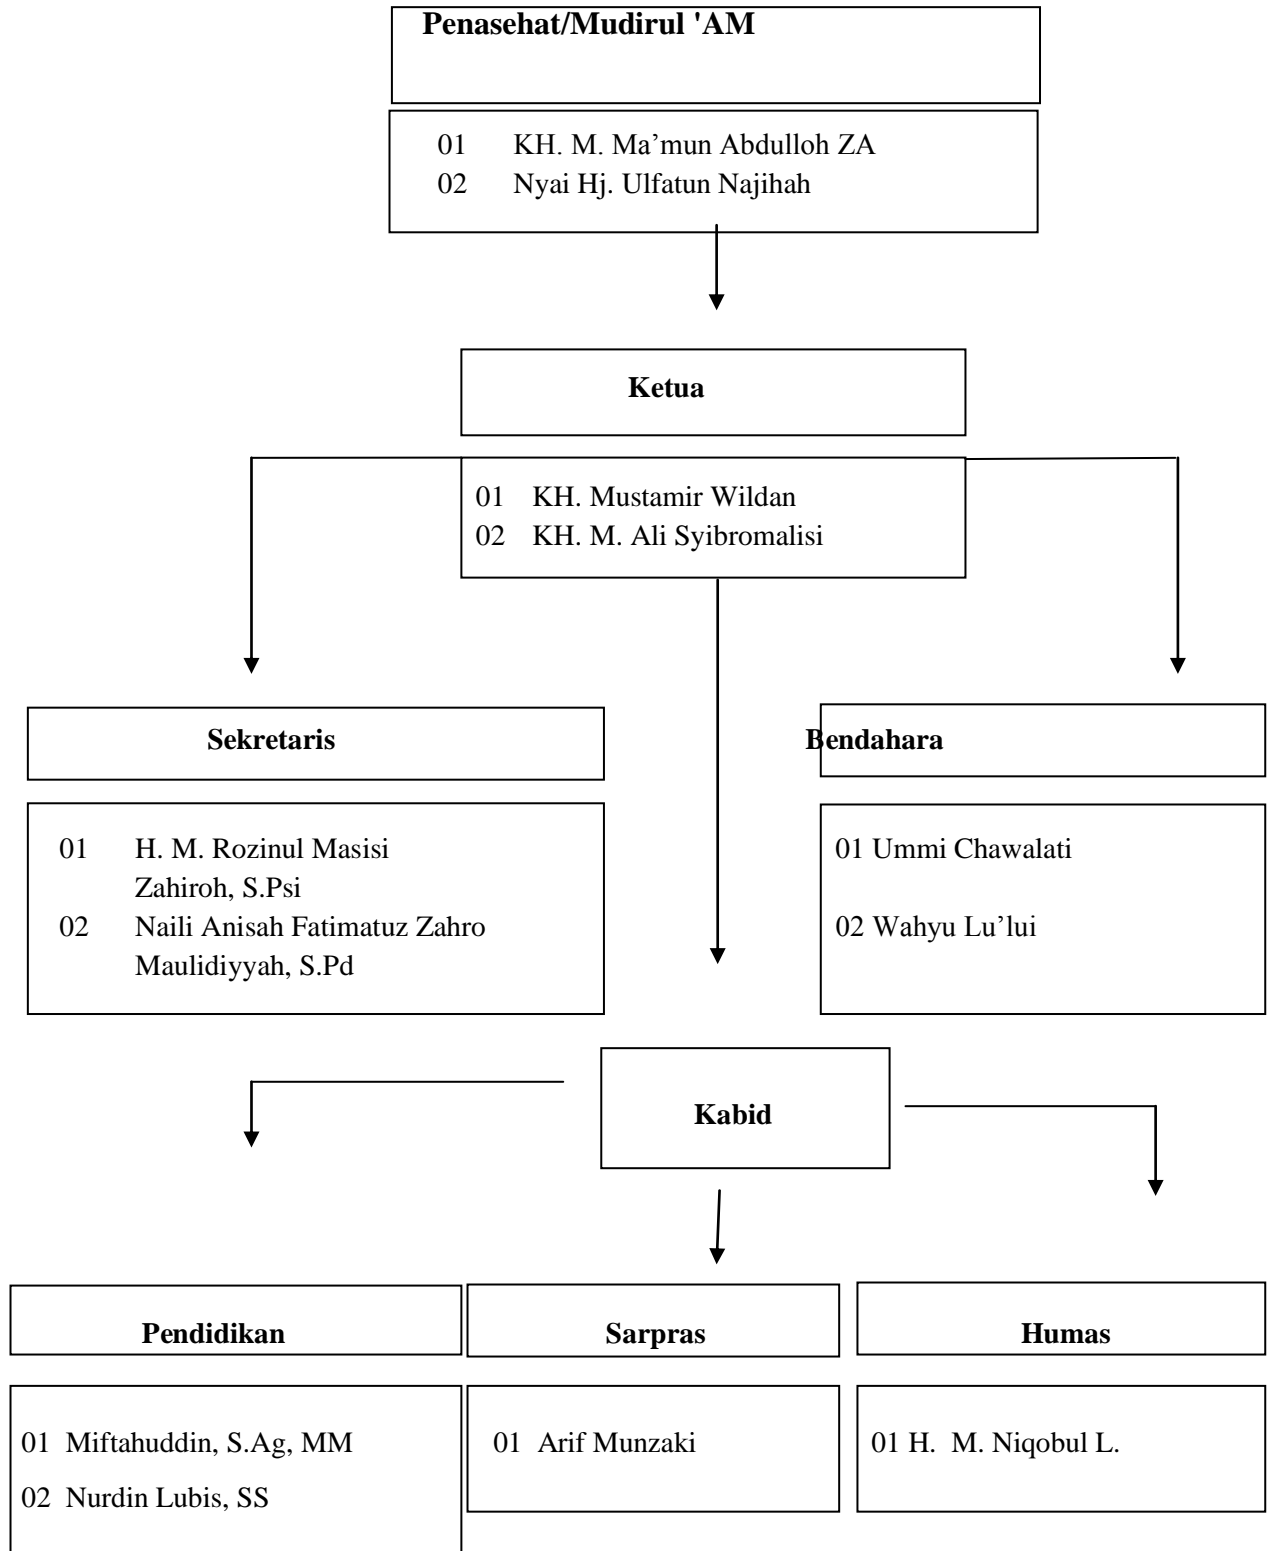 Penasehat/Mudirul 'AM
01 KH. M. Ma’mun Abdulloh ZA
02 Nyai Hj. Ulfatun Najihah
Ketua
01 KH. Mustamir Wildan
02 KH. M. Ali Syibromalisi
Sekretaris
01 H. M. Rozinul Masisi
Zahiroh, S.Psi
02 Naili Anisah Fatimatuz Zahro
Maulidiyyah, S.Pd
Bendahara
01 Ummi Chawalati
02 Wahyu Lu’lui
Kabid
Pendidikan
01 Miftahuddin, S.Ag, MM
02 Nurdin Lubis, SS
Sarpras
01 Arif Munzaki
Humas
01 H. M. Niqobul L.